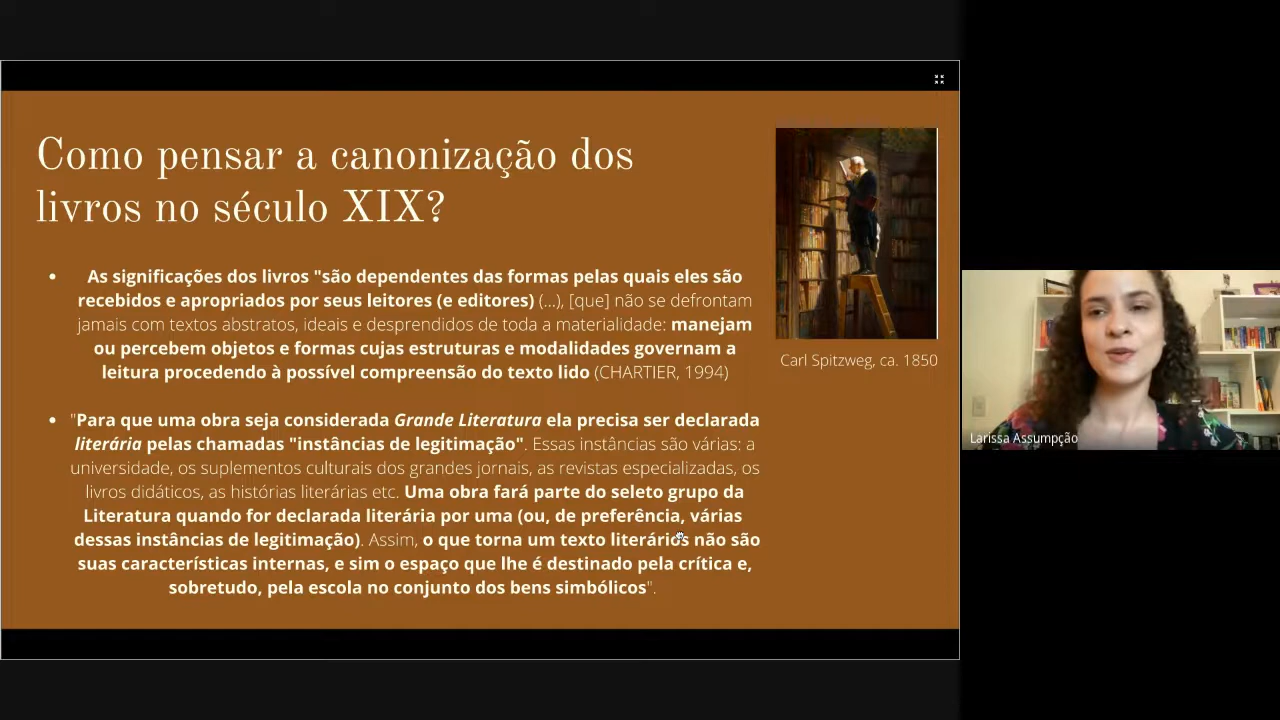 Como pensar a canonização dos
livros no século XIX?
As significações dos livros "são dependentes das formas pelas quais eles são
recebidos e apropriados por seus leitores (e editores) (...), [que] não se defrontam
jamais com textos abstratos, ideais e desprendidos de toda a materialidade: manejam
ou percebem objetos e formas cujas estruturas e modalidades governam a
leitura procedendo à possível compreensão do texto lido (CHARTIER, 1994)
"Para que uma obra seja considerada Grande Literatura ela precisa ser declarada
literária pelas chamadas "instâncias de legitimação". Essas instâncias são várias: a
universidade, os suplementos culturais dos grandes jornais, as revistas especializadas, os
livros didáticos, as histórias literárias etc. Uma obra fará parte do seleto grupo da
Literatura quando for declarada literária por uma (ou, de preferência, várias
dessas instâncias de legitimação). Assim, o que torna um texto literários não são
suas características internas, e sim o espaço que lhe é destinado pela crítica e,
sobretudo, pela escola no conjunto dos bens simbólicos".
Carl Spitzweg, ca. 1850
Larissa Assumpção